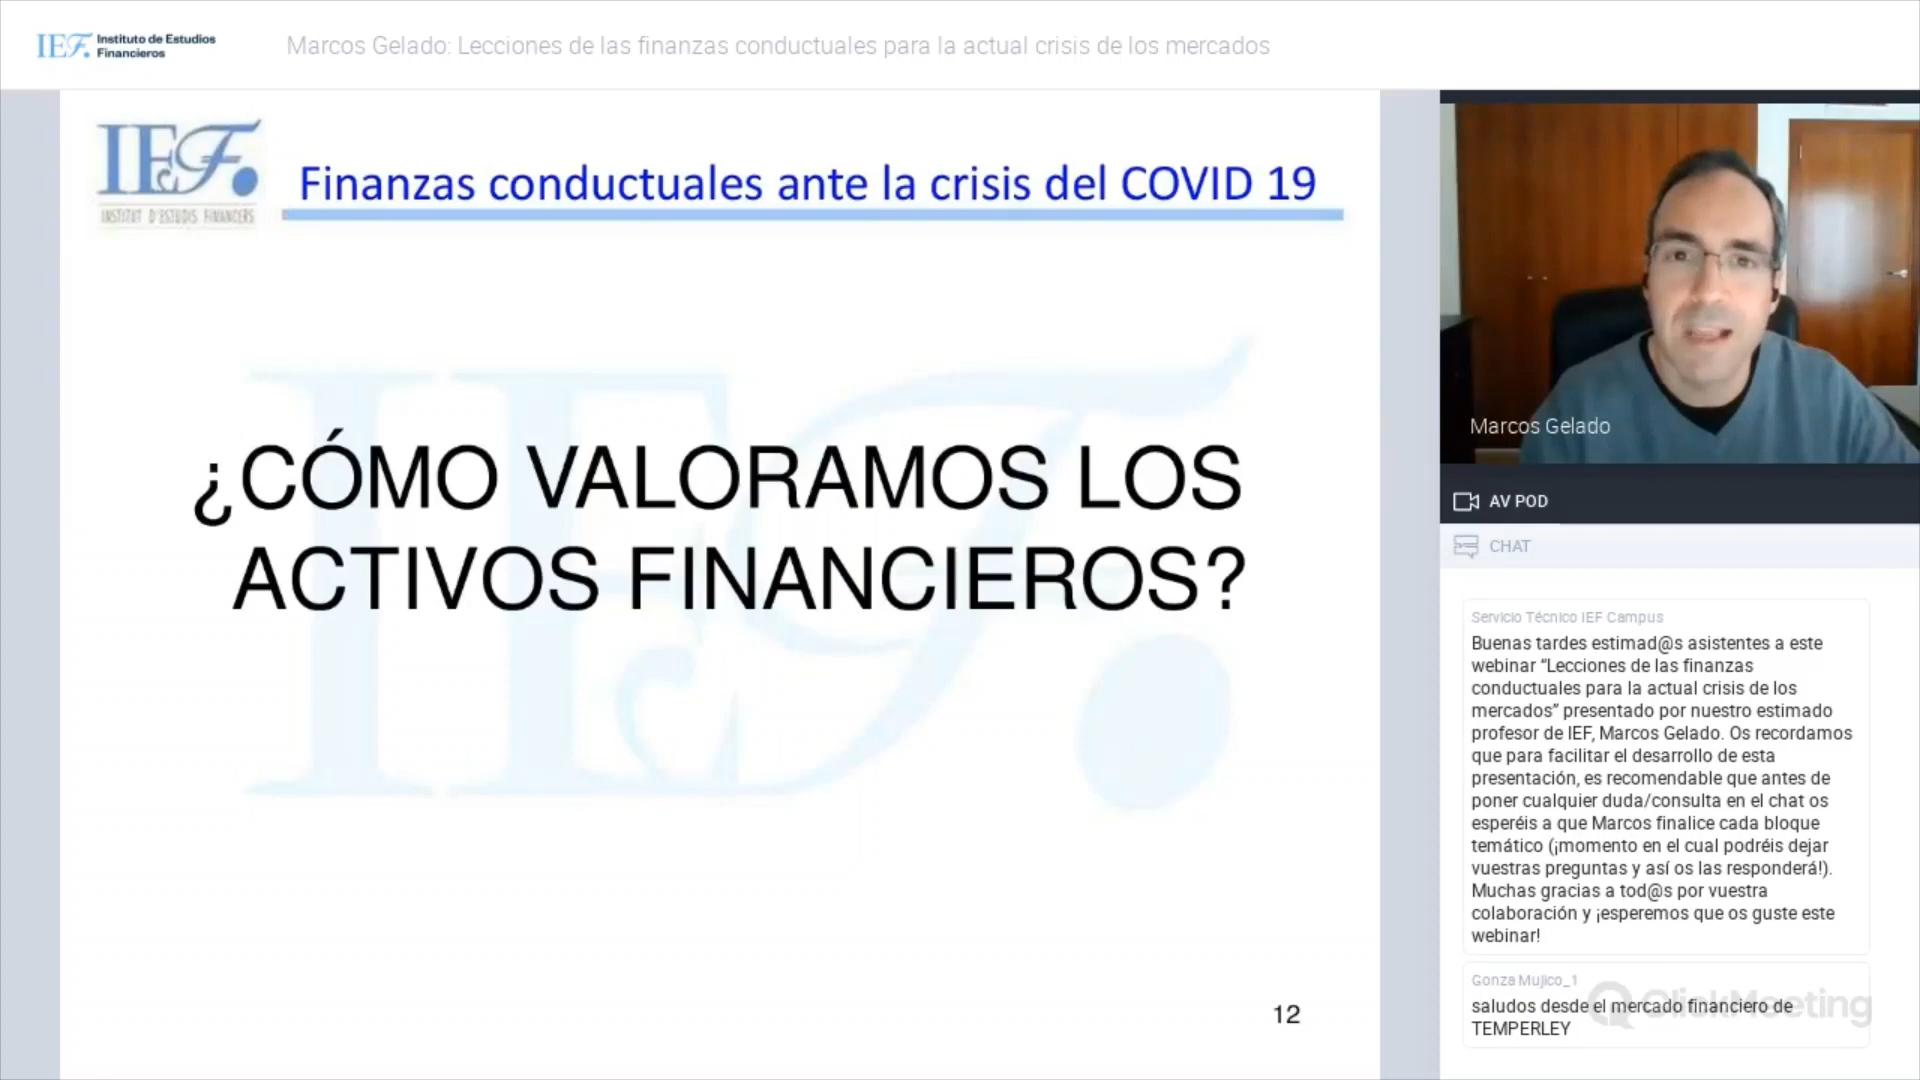 IEF. Instituto de Estudios
Financieros
Marcos Gelado: Lecciones de las finanzas conductuales para la actual crisis de los mercados
IEF.
INSTITUT D'ESTUDIS FINANCERS
Finanzas conductuales ante la crisis del COVID 19
¿CÓMO VALORAMOS LOS
ACTIVOS FINANCIEROS?
12
Marcos Gelado
AV POD
CHAT
Servicio Técnico IEF Campus
Buenas tardes estimad@s asistentes a este
webinar “Lecciones de las finanzas
conductuales para la actual crisis de los
mercados” presentado por nuestro estimado
profesor de IEF, Marcos Gelado. Os recordamos
que para facilitar el desarrollo de esta
presentación, es recomendable que antes de
poner cualquier duda/consulta en el chat os
esperéis a que Marcos finalice cada bloque
temático (¡momento en el cual podréis dejar
vuestras preguntas y así os las responderá!).
Muchas gracias a tod@s por vuestra
colaboración y ¡esperemos que os guste este
webinar!
Gonza Mujico_1
saludos desde el mercado financiero de
TEMPERLEY
ClickMeeting